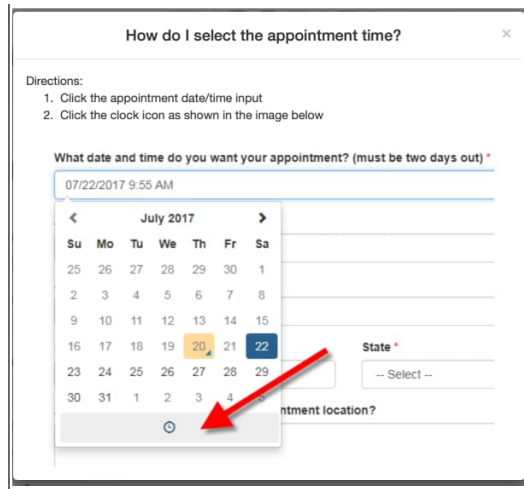 How do I select the appointment time? ×
Directions:
1. Click the appointment date/time input
2. Click the clock icon as shown in the image below
What date and time do you want your appointment? (must be two days out) *
07/22/2017 9:55 AM
July 2017
Su Mo Tu We Th Fr Sa
25 26 27 28 29 30 1
2 3 4 5 6 7 8
9 10 11 12 13 14 15
16 17 18 19 20 21 22
23 24 25 26 27 28 29
30 31 1 2 3 4 5
State *
-- Select --
ntment location?